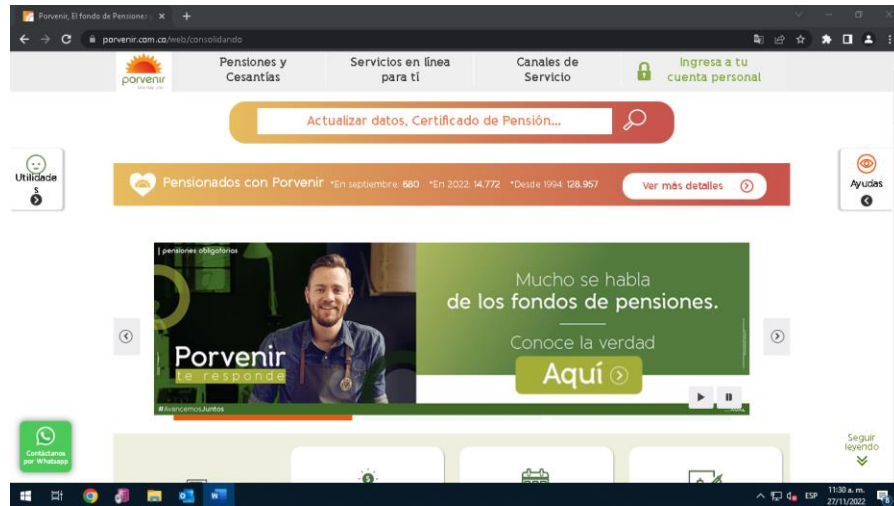 Porvenir, El fondo de Pensiones y
porvenir.com.co/web/consolidando
porvenir
Pensiones y
Cesantías
Servicios en línea
para tí
Canales de
Servicio
Ingresa a tu
cuenta personal
Actualizar datos, Certificado de Pensión...
Utilidade
s
Pensionados con Porvenir *En septiembre: 680 *En 2022: 14.772 *Desde 1994: 128.957
Ver más detalles
Ayudas
| pensiones obligatorias
Mucho se habla
de los fondos de pensiones.
Conoce la verdad
Aquí
Porvenir
te responde
#AvancemosJuntos
Contáctanos
por Whatsapp
Seguir
leyendo
ESP
11:30 a. m.
27/11/2022